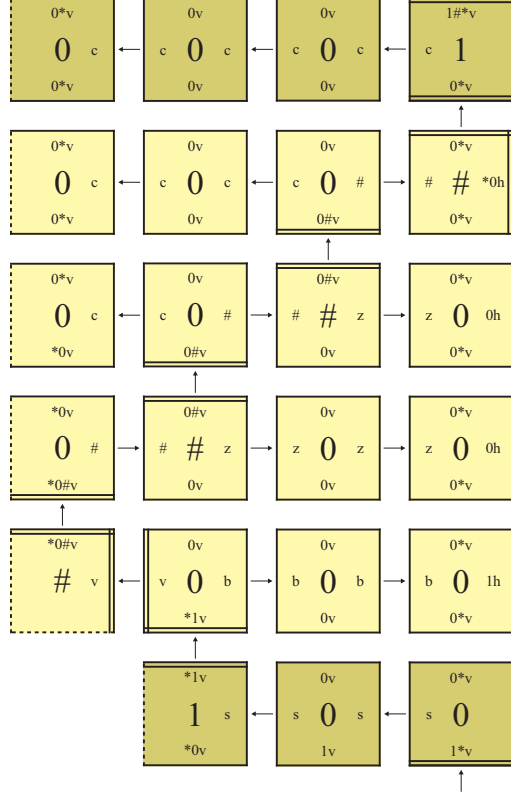 0*v 0v 0v 1#*v
0 c c 0 c c 0 c c 1
0*v 0v 0v 0*v
0*v 0v 0v 0*v
0 c c 0 c c 0 # # # *0h
0*v 0v 0#v 0*v
0*v 0v 0#v 0*v
0 c c 0 # # # z z 0 0h
*0v 0#v 0v 0*v
*0v 0#v 0v 0*v
0 # # # z z 0 z z 0 0h
*0#v 0v 0v 0*v
*0#v 0v 0v 0*v
# v v 0 b b 0 b b 0 1h
*1v 0v 0*v
*1v 0v 0*v
1 s s 0 s s 0
*0v 1v 1*v